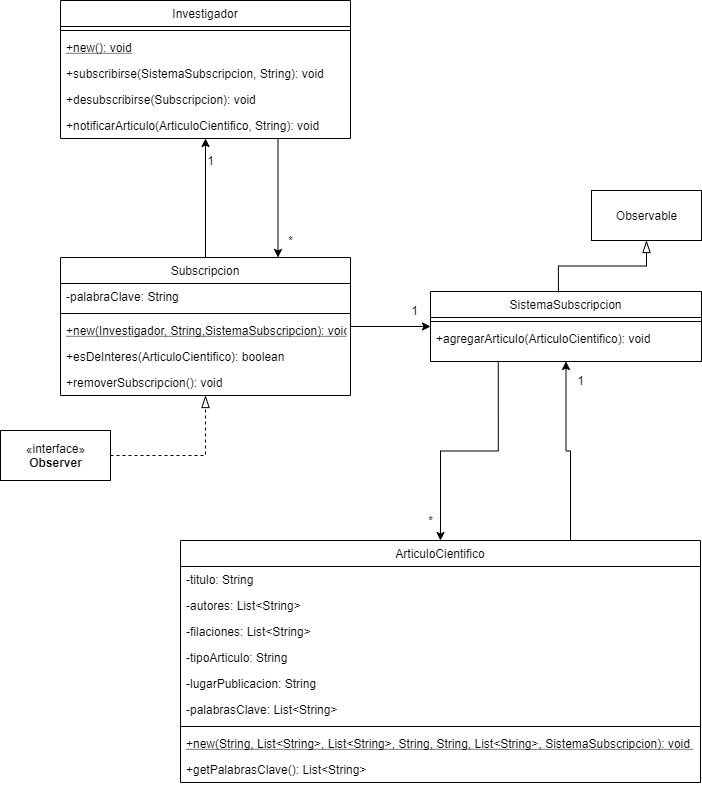 Investigador
+new(): void
+subscribirse(SistemaSubscripcion, String): void
+desubscribirse(Subscripcion): void
+notificarArticulo(ArticuloCientifico, String): void
1
*
Observable
Subscripcion
-palabraClave: String
+new(Investigador, String,SistemaSubscripcion): void
+esDeInteres(ArticuloCientifico): boolean
+removerSubscripcion(): void
1
SistemaSubscripcion
+agregarArticulo(ArticuloCientifico): void
1
«interface»
Observer
*
ArticuloCientifico
-titulo: String
-autores: List<String>
-filaciones: List<String>
-tipoArticulo: String
-lugarPublicacion: String
-palabrasClave: List<String>
+new(String, List<String>, List<String>, String, String, List<String>, SistemaSubscripcion): void
+getPalabrasClave(): List<String>